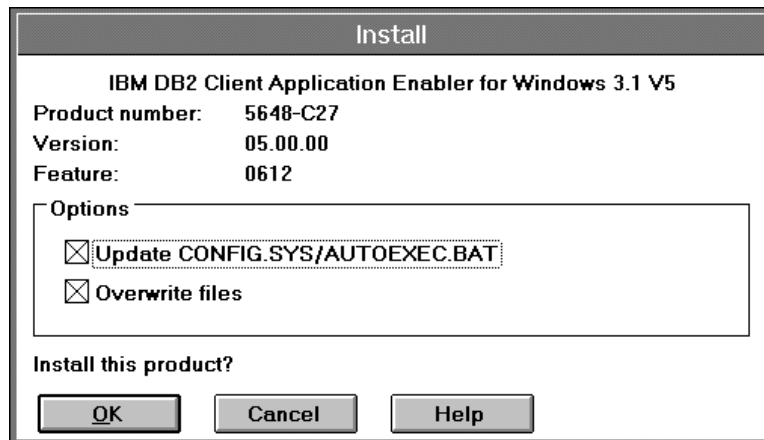 Install
IBM DB2 Client Application Enabler for Windows 3.1 V5
Product number: 5648-C27
Version: 05.00.00
Feature: 0612
Options
Update CONFIG.SYS/AUTOEXEC.BAT
Overwrite files
Install this product?
OK Cancel Help